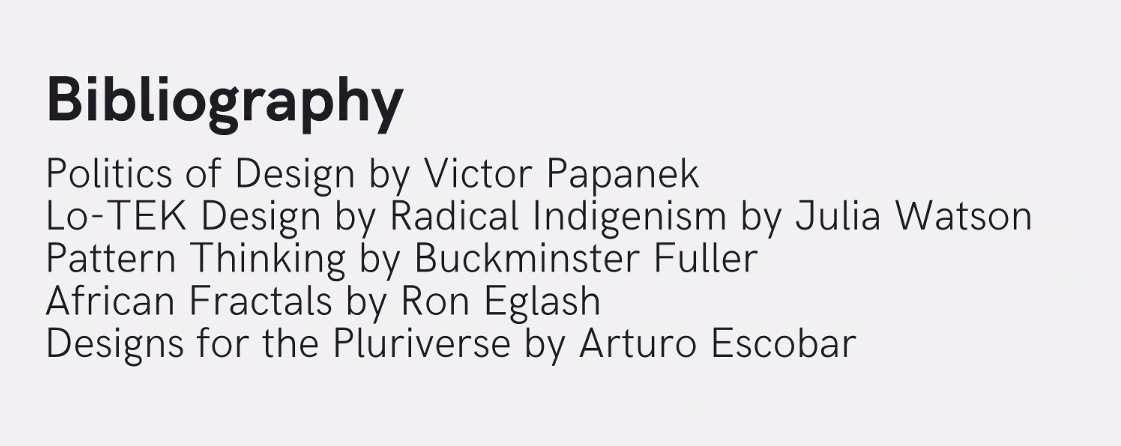 Bibliography
Politics of Design by Victor Papanek
Lo-TEK Design by Radical Indigenism by Julia Watson
Pattern Thinking by Buckminster Fuller
African Fractals by Ron Eglash
Designs for the Pluriverse by Arturo Escobar